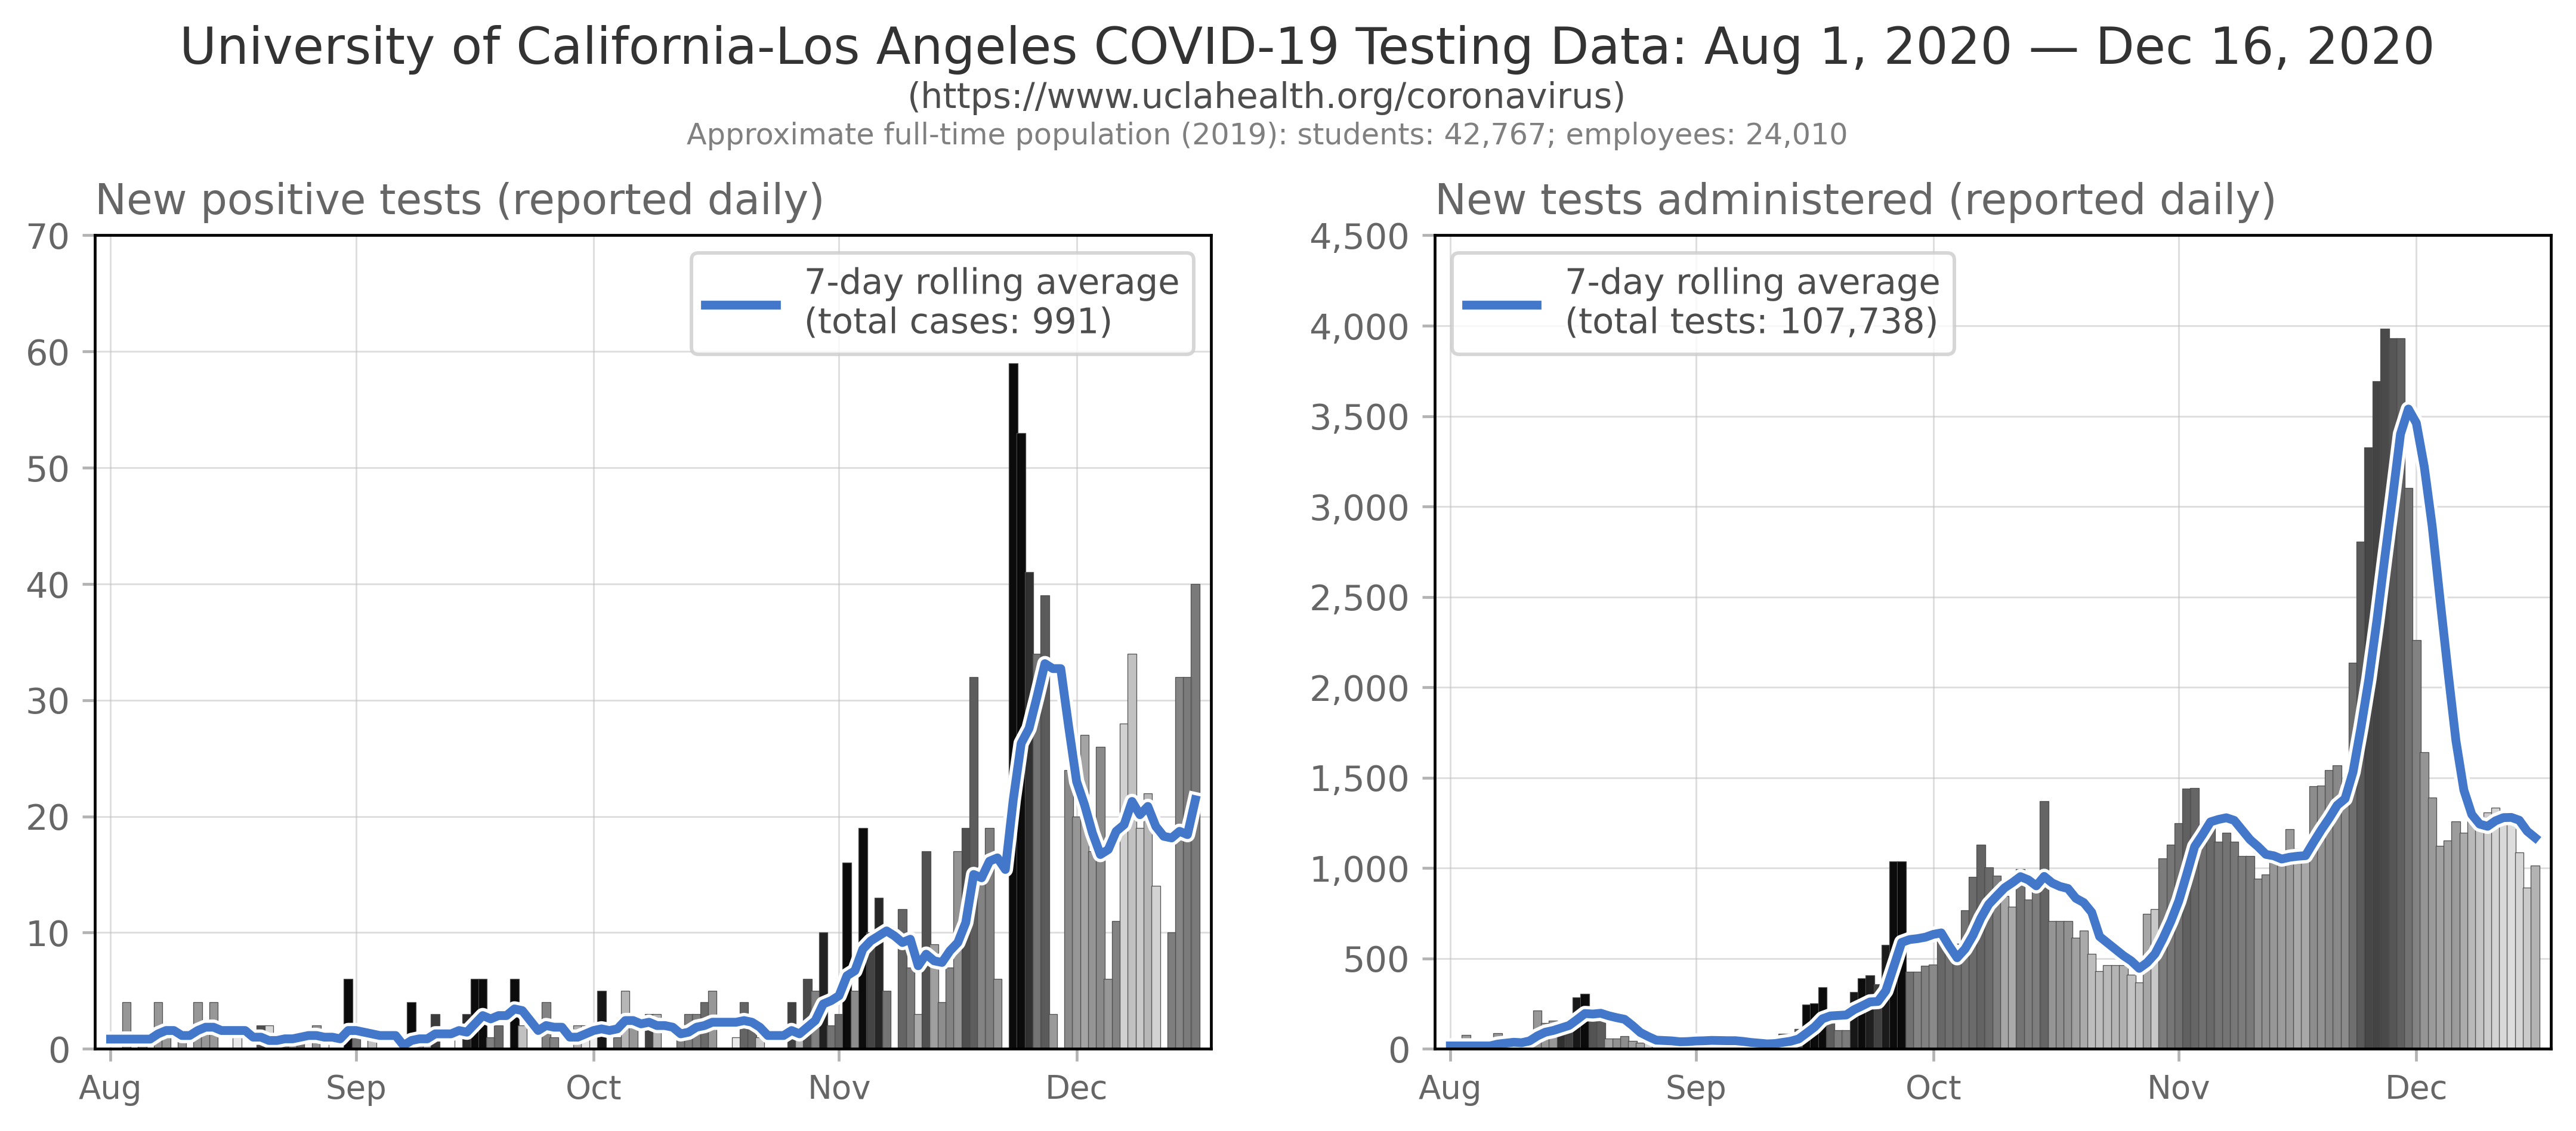 University of California-Los Angeles COVID-19 Testing Data: Aug 1, 2020 — Dec 16, 2020
(https://www.uclahealth.org/coronavirus)
Approximate full-time population (2019): students: 42,767; employees: 24,010
New positive tests (reported daily)
70
60
50
40
30
20
10
0
7-day rolling average
(total cases: 991)
Aug
Sep
Oct
Nov
Dec
New tests administered (reported daily)
4,500
4,000
3,500
3,000
2,500
2,000
1,500
1,000
500
0
7-day rolling average
(total tests: 107,738)
Aug
Sep
Oct
Nov
Dec